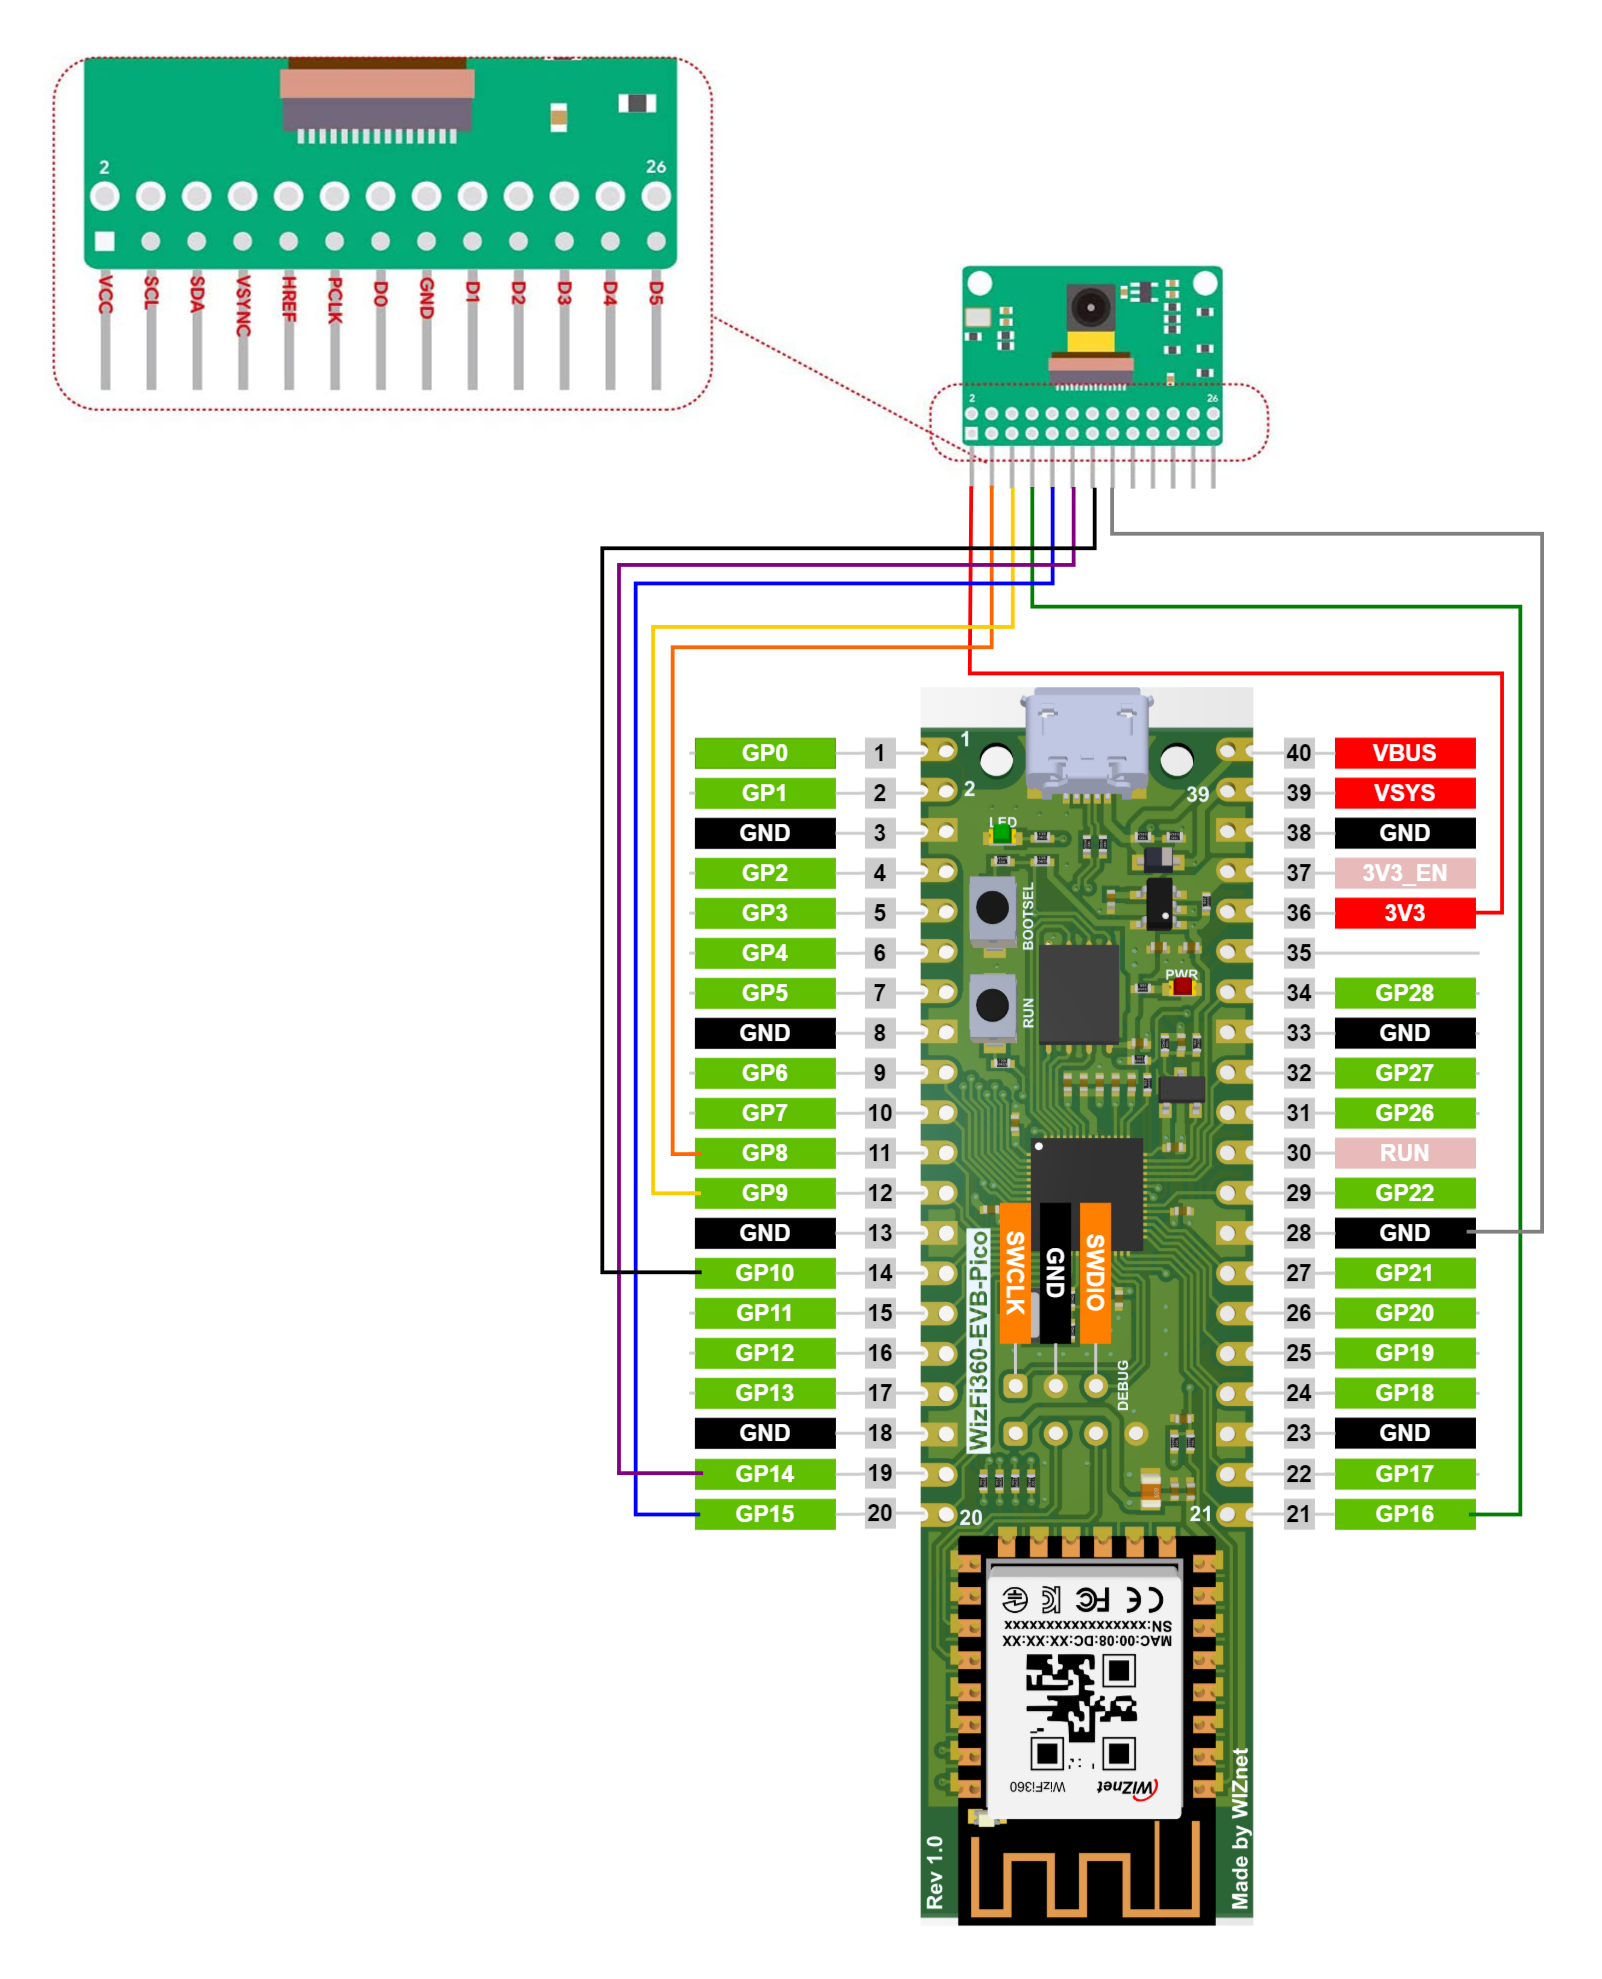 2 26
VCC SCL SDA VSYNC HREF PCLK D0 GND D1 D2 D3 D4 D5
2 26
GP0 1 1 40 VBUS
GP1 2 2 39 39 VSYS
GND 3 LED 38 GND
GP2 4 37 3V3_EN
GP3 5 BOOTSEL 36 3V3
GP4 6 35
GP5 7 PWR 34 GP28
GND 8 RUN 33 GND
GP6 9 32 GP27
GP7 10 31 GP26
GP8 11 30 RUN
GP9 12 29 GP22
GND 13 28 GND
GP10 14 SWCLK GND SWDIO 27 GP21
GP11 15 26 GP20
GP12 16 WizFi360-EVB-Pico 25 GP19
GP13 17 DEBUG 24 GP18
GND 18 23 GND
GP14 19 22 GP17
GP15 20 20 21 21 GP16
CE FC
SN:xxxxxxxxxxxxxxxxx
MAC:00:08:DC:XX:XX:XX
WIZnet WizFi360
Rev 1.0
Made by WIZnet